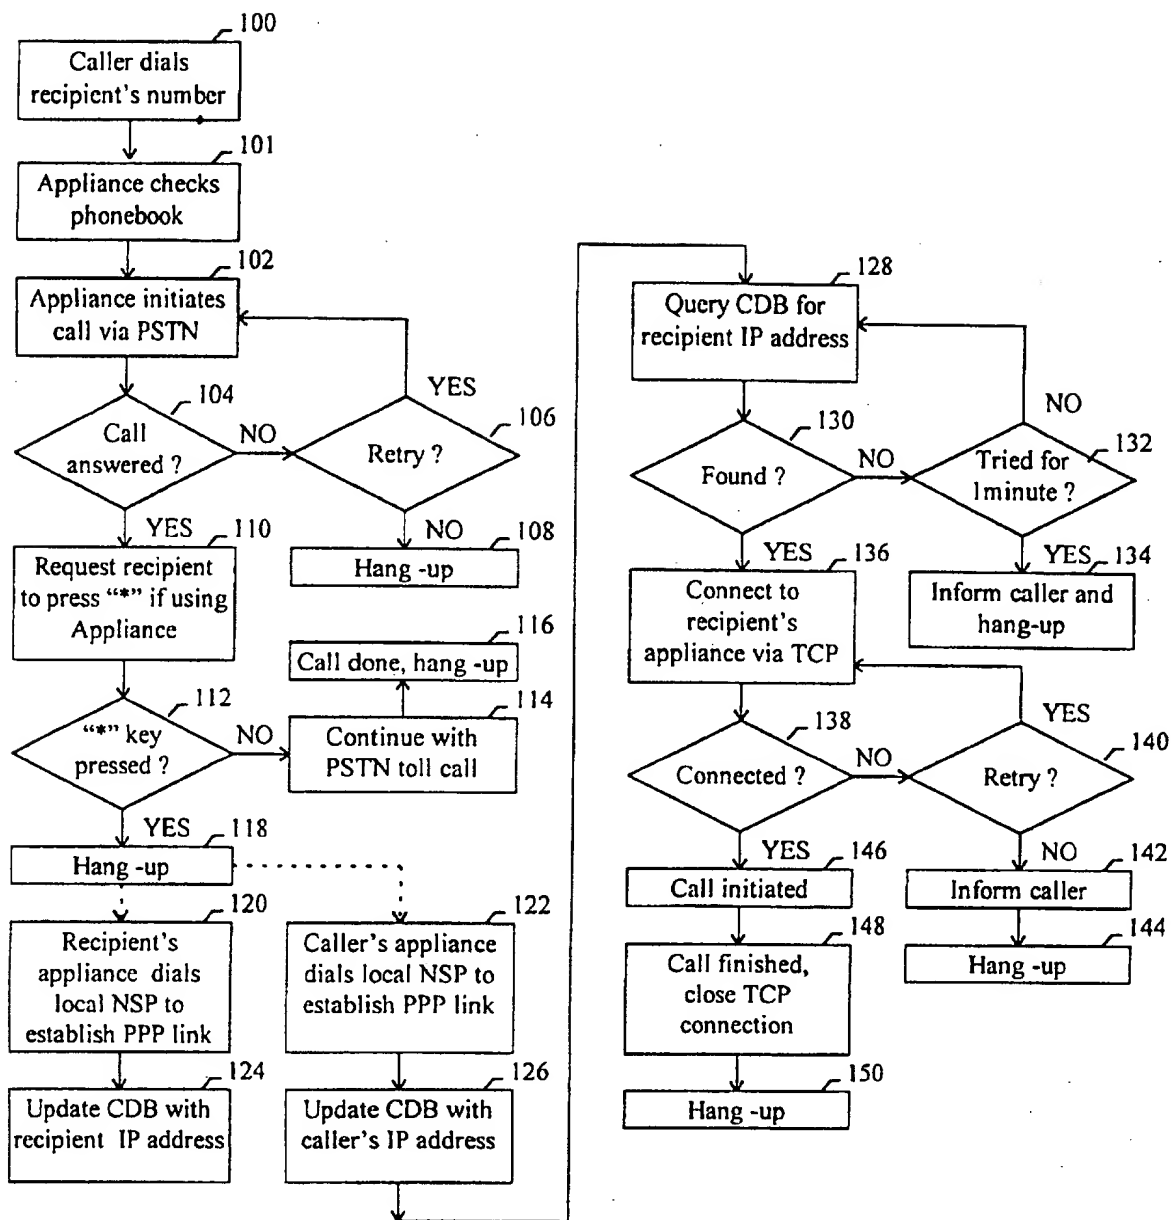 100
Caller dials
recipient's number
101
Appliance checks
phonebook
102
Appliance initiates
call via PSTN
104
Call
answered ?
NO
YES
106
Retry ?
NO
108
Hang -up
YES
110
Request recipient
to press “*” if using
Appliance
116
Call done, hang -up
112
“*” key
pressed ?
NO
114
Continue with
PSTN toll call
YES
118
Hang -up
120
Recipient's
appliance dials
local NSP to
establish PPP link
122
Caller's appliance
dials local NSP to
establish PPP link
124
Update CDB with
recipient IP address
126
Update CDB with
caller's IP address
128
Query CDB for
recipient IP address
130
Found ?
NO
NO
132
Tried for
1minute ?
YES
134
Inform caller and
hang-up
YES
136
Connect to
recipient's
appliance via TCP
138
Connected ?
NO
YES
140
Retry ?
NO
142
Inform caller
144
Hang -up
YES
146
Call initiated
148
Call finished,
close TCP
connection
150
Hang -up